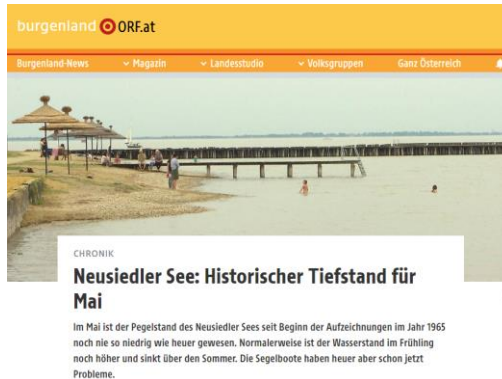 burgenland ORF.at
Burgenland-News Magazin Landesstudio Volksgruppen Ganz Österreich
CHRONIK
Neusiedler See: Historischer Tiefstand für
Mai
Im Mai ist der Pegelstand des Neusiedler Sees seit Beginn der Aufzeichnungen im Jahr 1965
noch nie so niedrig wie heuer gewesen. Normalerweise ist der Wasserstand im Frühling
noch höher und sinkt über den Sommer. Die Segelboote haben heuer aber schon jetzt
Probleme.